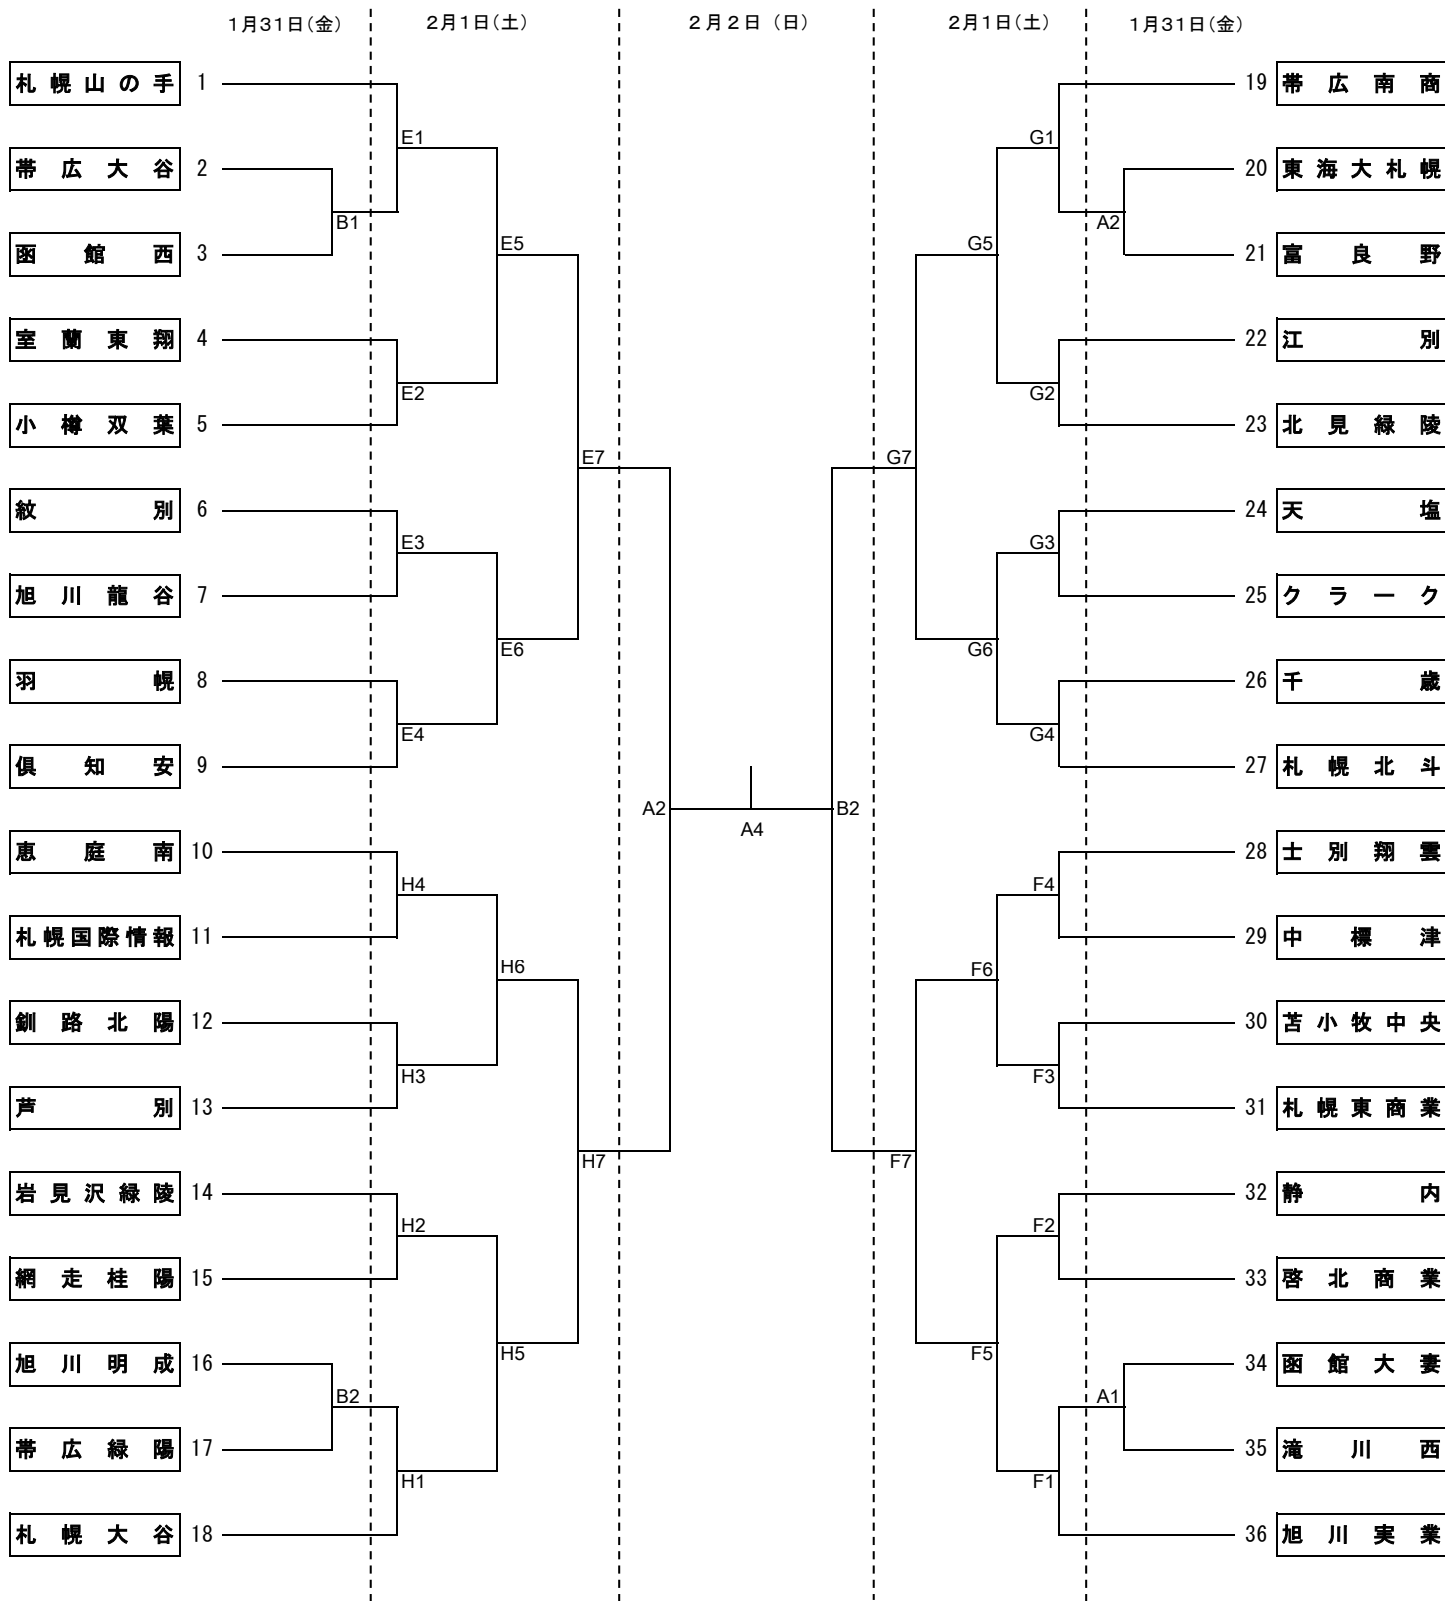 1月31日(金) 2月1日(土) 2月2日 (日) 2月1日(土) 1月31日(金)
札幌山の手 1 19 帯広南商
E1 G1
帯広大谷 2 20 東海大札幌
B1 A2
函館西 3 E5 G5 21 富良野
室蘭東翔 4 22 江別
E2 G2
小樽双葉 5 23 北見緑陵
E7 G7
紋別 6 24 天塩
E3 G3
旭川龍谷 7 25 クラーク
E6 G6
羽幌 8 26 千歳
E4 G4
倶知安 9 27 札幌北斗
A2 B2
A4
恵庭南 10 28 士別翔雲
H4 F4
札幌国際情報 11 29 中標津
H6 F6
釧路北陽 12 30 苫小牧中央
H3 F3
芦別 13 31 札幌東商業
H7 F7
岩見沢緑陵 14 32 静内
H2 F2
網走桂陽 15 33 啓北商業
H5 F5
旭川明成 16 34 函館大妻
B2 A1
帯広緑陽 17 35 滝川西
H1 F1
札幌大谷 18 36 旭川実業